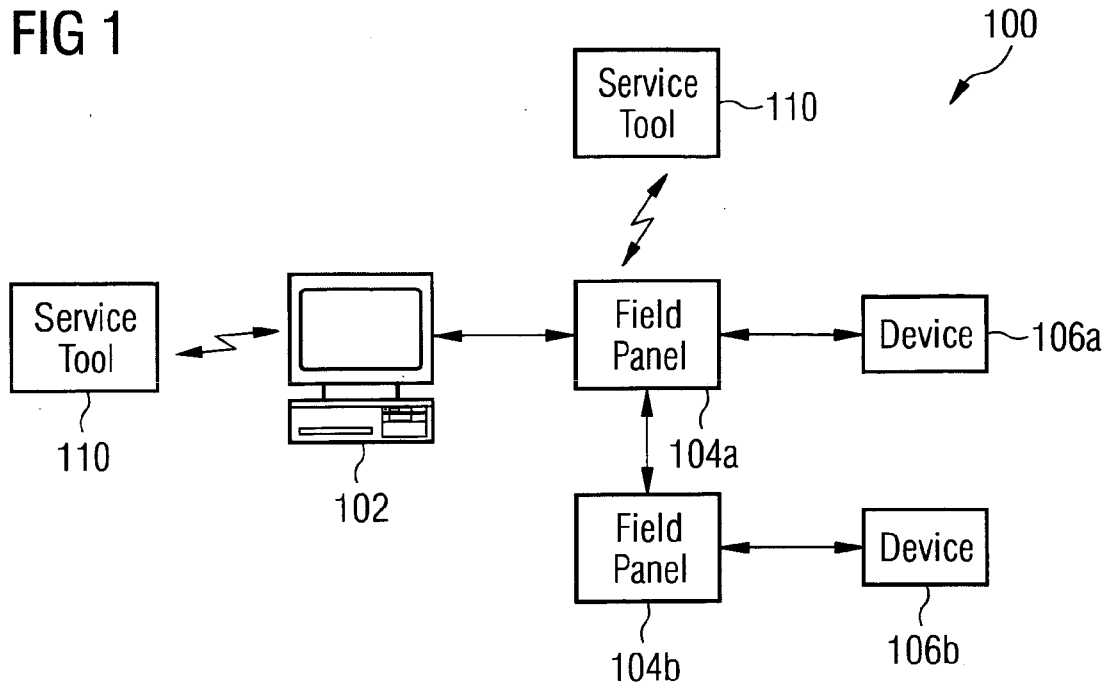 FIG 1
100
Service
Tool
110
Service
Tool
110
102
Field
Panel
104a
Device
106a
Field
Panel
104b
Device
106b